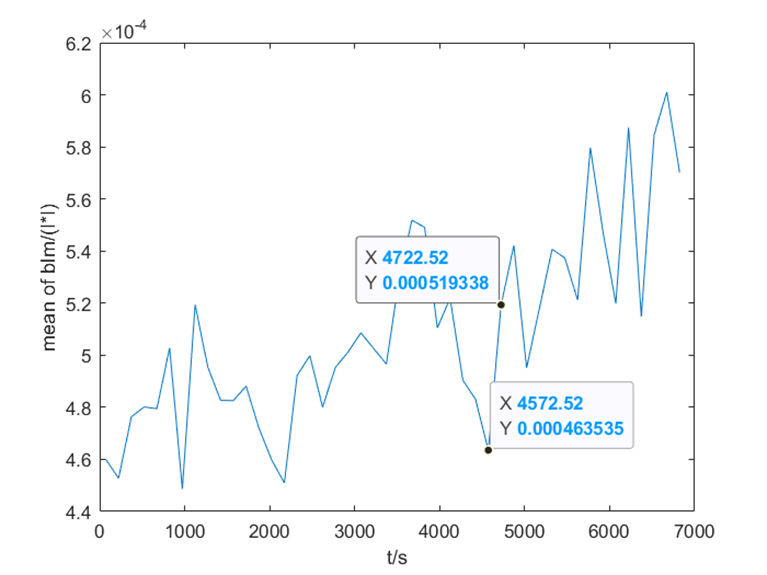 ×10-4
6.2
6
5.8
5.6
5.4
5.2
5
4.8
4.6
4.4
mean of blm/(I*I)
X 4722.52
Y 0.000519338
X 4572.52
Y 0.000463535
0 1000 2000 3000 4000 5000 6000 7000
t/s